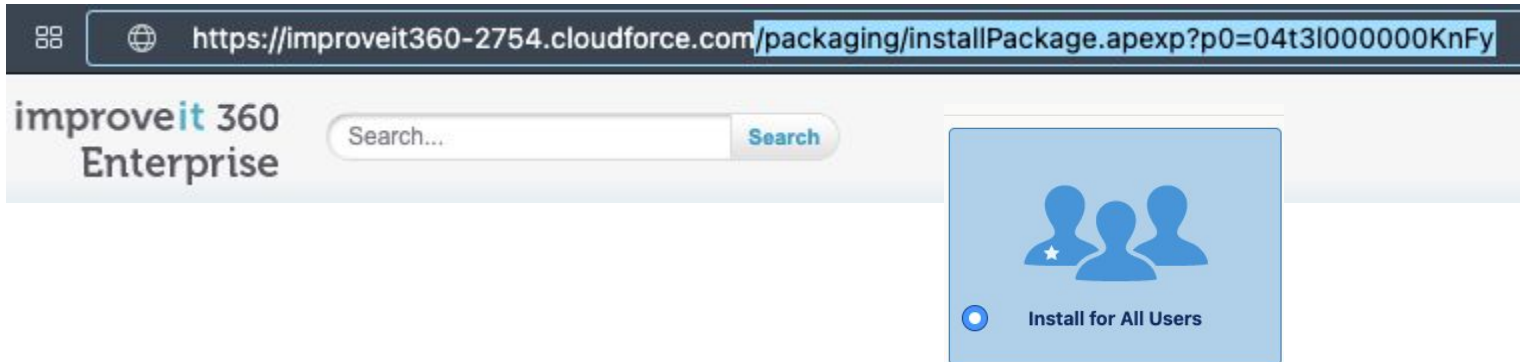 https://improveit360-2754.cloudforce.com/packaging/installPackage.apexp?p0=04t3l000000KnFy
improveit 360
Enterprise
Search...
Search
Install for All Users